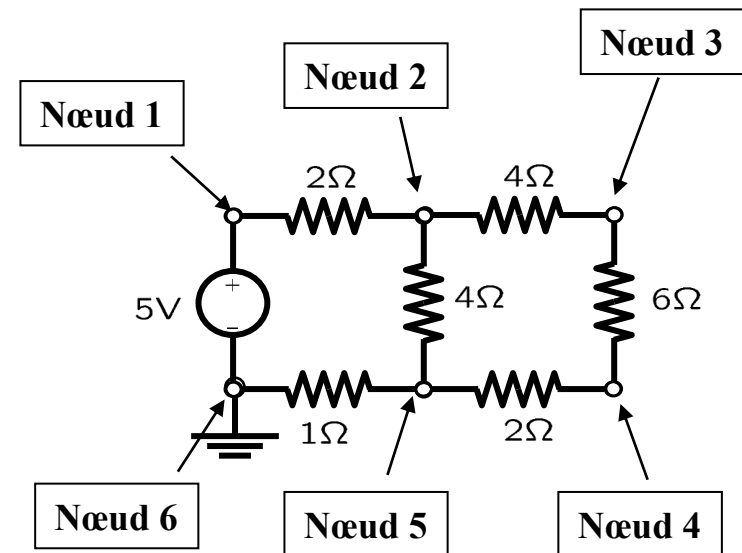 Nœud 3
Nœud 2
Nœud 1
2Ω
4Ω
+
5V
4Ω
6Ω
−
1Ω
2Ω
Nœud 6
Nœud 5
Nœud 4